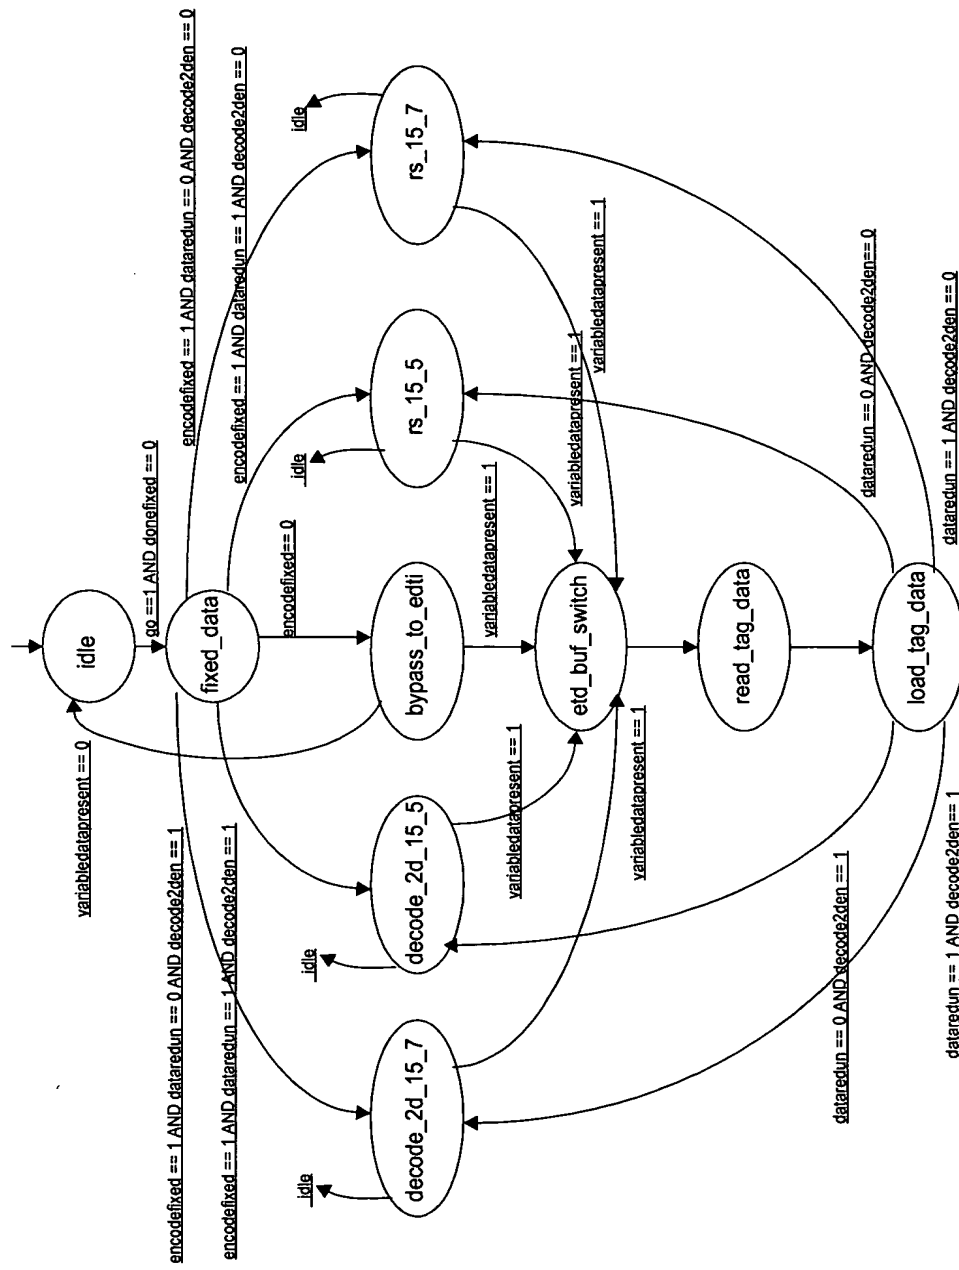 idle
variabledatapresent == 0
go ==1 AND donefixed == 0
fixed_data
encodefixed == 1 AND dataredun == 0 AND decode2den == 1
encodefixed == 1 AND dataredun == 1 AND decode2den == 1
encodefixed== 0
encodefixed == 1 AND dataredun == 1 AND decode2den == 0
encodefixed == 1 AND dataredun == 0 AND decode2den == 0
idle
idle
idle
idle
decode_2d_15_7
decode_2d_15_5
bypass_to_edti
rs_15_5
rs_15_7
variabledatapresent == 1
variabledatapresent == 1
variabledatapresent == 1
variabledatapresent == 1
variabledatapresent == 1
etd_buf_switch
read_tag_data
load_tag_data
dataredun == 0 AND decode2den == 1
dataredun == 0 AND decode2den== 0
dataredun == 1 AND decode2den== 1
dataredun == 1 AND decode2den == 0